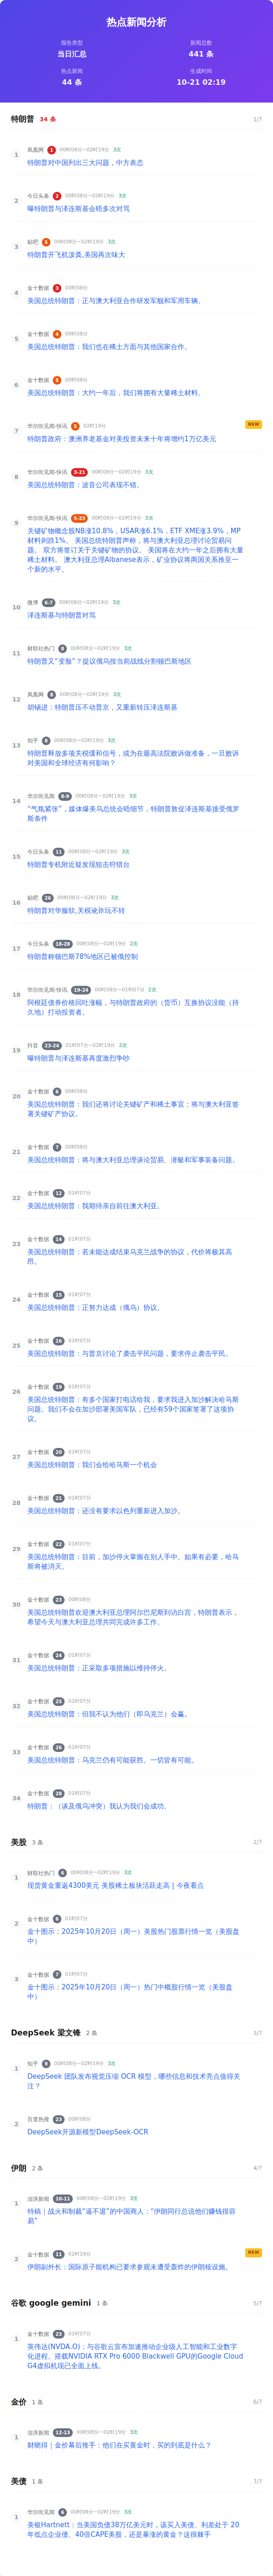 热点新闻分析
报告类型
当日汇总
新闻总数
441 条
热点新闻
44 条
生成时间
10-21 02:19
特朗普 34 条 1/7
1 凤凰网 1 00时08分~02时19分 3次
特朗普对中国列出三大问题，中方表态
2 今日头条 2 00时08分~02时19分 3次
曝特朗普与泽连斯基会晤多次对骂
3 贴吧 5 00时08分~02时19分 3次
特朗普开飞机泼粪,美国再次味大
4 金十数据 3 00时08分
美国总统特朗普：正与澳大利亚合作研发军舰和军用车辆。
5 金十数据 4 00时08分
美国总统特朗普：我们也在稀土方面与其他国家合作。
6 金十数据 5 00时08分
美国总统特朗普：大约一年后，我们将拥有大量稀土材料。
7 华尔街见闻-快讯 5 02时19分 NEW
特朗普政府：澳洲养老基金对美投资未来十年将增约1万亿美元
8 华尔街见闻-快讯 3-21 00时08分~02时19分 3次
美国总统特朗普：波音公司表现不错。
9 华尔街见闻-快讯 5-23 00时08分~02时19分 3次
关键矿物概念股NB涨10.8%，USAR涨6.1%，ETF XME涨3.9%，MP
材料则跌1%。 美国总统特朗普声称，将与澳大利亚总理讨论贸易问
题。 双方将签订关于关键矿物的协议。 美国将在大约一年之后拥有大量
稀土材料。 澳大利亚总理Albanese表示，矿业协议将两国关系推至一
个新的水平。
10 微博 6-7 00时08分~02时19分 3次
泽连斯基与特朗普对骂
11 财联社热门 8 00时08分~02时19分 3次
特朗普又“变脸”？提议俄乌按当前战线分割顿巴斯地区
12 凤凰网 8 00时08分~02时19分 3次
胡锡进：特朗普压不动普京，又重新转压泽连斯基
13 知乎 8 00时08分~02时19分 3次
特朗普释放多项关税缓和信号，或为在最高法院败诉做准备，一旦败诉
对美国和全球经济有何影响？
14 华尔街见闻 8-9 00时08分~02时19分 3次
“气氛紧张”，媒体爆美乌总统会晤细节，特朗普敦促泽连斯基接受俄罗
斯条件
15 今日头条 11 00时08分~02时19分 3次
特朗普专机附近疑发现狙击狩猎台
16 贴吧 26 00时08分~02时19分 3次
特朗普对华服软,关税讹诈玩不转
17 今日头条 18-28 00时08分~02时19分 2次
特朗普称顿巴斯78%地区已被俄控制
18 华尔街见闻-快讯 19-24 00时08分~01时07分 2次
阿根廷债券价格回吐涨幅，与特朗普政府的（货币）互换协议没能（持
久地）打动投资者。
19 抖音 23-24 01时07分~02时19分 2次
曝特朗普与泽连斯基再度激烈争吵
20 金十数据 6 00时08分
美国总统特朗普：我们还将讨论关键矿产和稀土事宜；将与澳大利亚签
署关键矿产协议。
21 金十数据 7 00时08分
美国总统特朗普：将与澳大利亚总理谈论贸易、潜艇和军事装备问题。
22 金十数据 12 01时07分
美国总统特朗普：我期待亲自前往澳大利亚。
23 金十数据 14 01时07分
美国总统特朗普：若未能达成结束乌克兰战争的协议，代价将极其高
昂。
24 金十数据 15 01时07分
美国总统特朗普：正努力达成（俄乌）协议。
25 金十数据 16 01时07分
美国总统特朗普：与普京讨论了袭击平民问题，要求停止袭击平民。
26 金十数据 18 01时07分
美国总统特朗普：有多个国家打电话给我，要求我进入加沙解决哈马斯
问题。我们不会在加沙部署美国军队，已经有59个国家签署了这项协
议。
27 金十数据 20 01时07分
美国总统特朗普：我们会给哈马斯一个机会
28 金十数据 21 01时07分
美国总统特朗普：还没有要求以色列重新进入加沙。
29 金十数据 22 01时07分
美国总统特朗普：目前，加沙停火掌握在别人手中。如果有必要，哈马
斯将被消灭。
30 金十数据 23 00时08分
美国总统特朗普欢迎澳大利亚总理阿尔巴尼斯到访白宫，特朗普表示，
希望今天与澳大利亚总理共同完成许多工作。
31 金十数据 24 01时07分
美国总统特朗普：正采取多项措施以维持停火。
32 金十数据 25 01时07分
美国总统特朗普：但我不认为他们（即乌克兰）会赢。
33 金十数据 26 01时07分
美国总统特朗普：乌克兰仍有可能获胜。一切皆有可能。
34 金十数据 28 01时07分
特朗普：（谈及俄乌冲突）我认为我们会成功。
美股 3 条 2/7
1 财联社热门 6 00时08分~02时19分 3次
现货黄金重返4300美元 美股稀土板块活跃走高 | 今夜看点
2 金十数据 6 01时07分
金十图示：2025年10月20日（周一）美股热门股票行情一览（美股盘
中）
3 金十数据 7 01时07分
金十图示：2025年10月20日（周一）热门中概股行情一览（美股盘
中）
DeepSeek 梁文锋 2 条 3/7
1 知乎 9 00时08分~02时19分 3次
DeepSeek 团队发布视觉压缩 OCR 模型，哪些信息和技术亮点值得关
注？
2 百度热搜 23 00时08分
DeepSeek开源新模型DeepSeek-OCR
伊朗 2 条 4/7
1 澎湃新闻 10-11 00时08分~02时19分 3次
特稿｜战火和制裁“逼不退”的中国商人：“伊朗同行总说他们赚钱很容
易”
2 金十数据 11 02时19分 NEW
伊朗副外长：国际原子能机构已要求参观未遭受轰炸的伊朗核设施。
谷歌 google gemini 1 条 5/7
1 金十数据 23 01时07分
英伟达(NVDA.O)：与谷歌云宣布加速推动企业级人工智能和工业数字
化进程。搭载NVIDIA RTX Pro 6000 Blackwell GPU的Google Cloud
G4虚拟机现已全面上线。
金价 1 条 6/7
1 澎湃新闻 12-13 00时08分~02时19分 3次
财晓得｜金价幕后推手：他们在买黄金时，买的到底是什么？
美债 1 条 7/7
1 华尔街见闻 6 00时08分~02时19分 3次
美银Hartnett：当美国负债38万亿美元时，该买入美债、利差处于 20
年低点企业债、40倍CAPE美股，还是暴涨的黄金？这很棘手